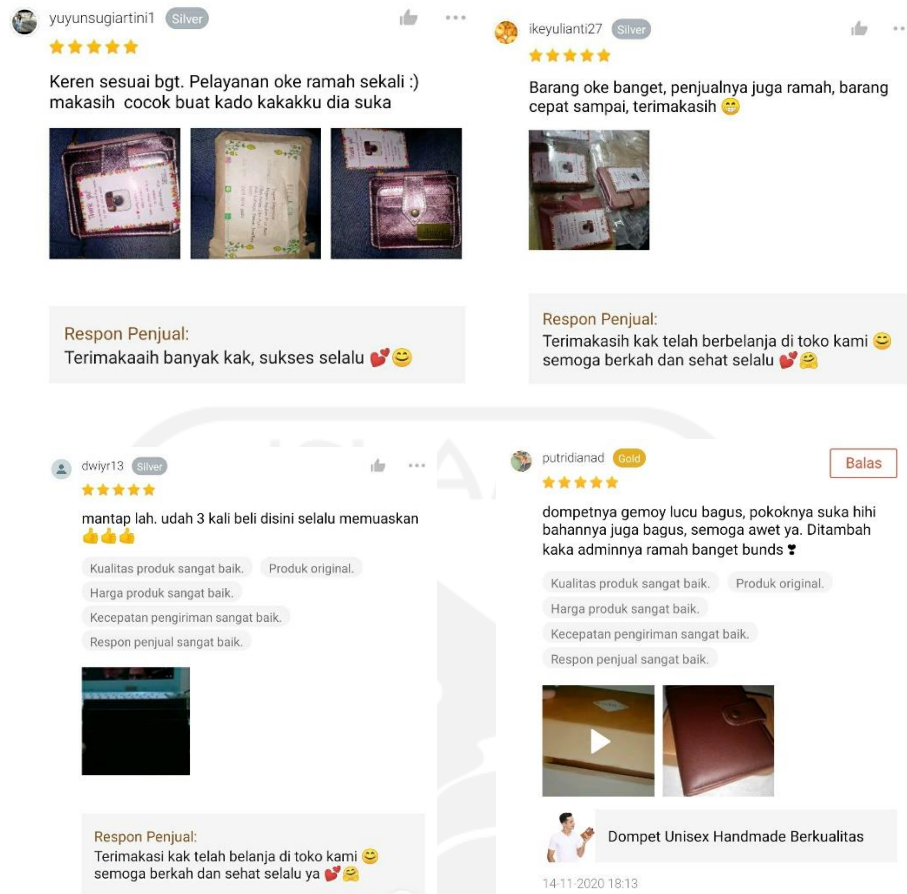 yuyunsugiartini1 Silver
Keren sesuai bgt. Pelayanan oke ramah sekali :)
makasih cocok buat kado kakakku dia suka
Respon Penjual:
Terimakaaih banyak kak, sukses selalu 💕😊
ikeyulianti27 Silver
Barang oke banget, penjualnya juga ramah, barang
cepat sampai, terimakasih 😁
Respon Penjual:
Terimakasih kak telah berbelanja di toko kami 😊
semoga berkah dan sehat selalu 💕🤗
dwiyr13 Silver
mantap lah. udah 3 kali beli disini selalu memuaskan
👍👍👍
Kualitas produk sangat baik. Produk original.
Harga produk sangat baik.
Kecepatan pengiriman sangat baik.
Respon penjual sangat baik.
Respon Penjual:
Terimakasi kak telah belanja di toko kami 😊
semoga berkah dan sehat selalu ya 💕🤗
putridianad Gold
Balas
dompetnya gemoy lucu bagus, pokoknya suka hihi
bahannya juga bagus, semoga awet ya. Ditambah
kaka adminnya ramah banget bunds ❣
Kualitas produk sangat baik. Produk original.
Harga produk sangat baik.
Kecepatan pengiriman sangat baik.
Respon penjual sangat baik.
Dompet Unisex Handmade Berkualitas
14-11-2020 18:13